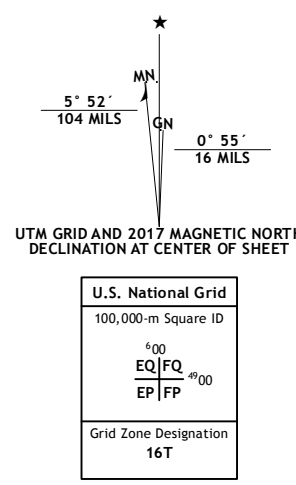 MN.
GN
5° 52´
104 MILS
0° 55´
16 MILS
UTM GRID AND 2017 MAGNETIC NORTH
DECLINATION AT CENTER OF SHEET
U.S. National Grid
100,000-m Square ID
600
EQ FQ
4900
EP FP
Grid Zone Designation
16T